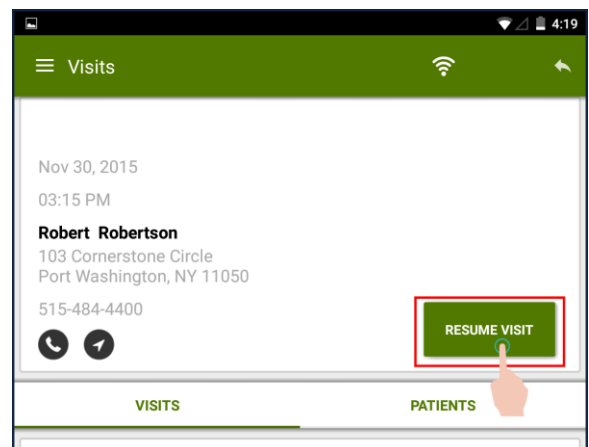 4:19
Visits
Nov 30, 2015
03:15 PM
Robert Robertson
103 Cornerstone Circle
Port Washington, NY 11050
515-484-4400
RESUME VISIT
VISITS PATIENTS